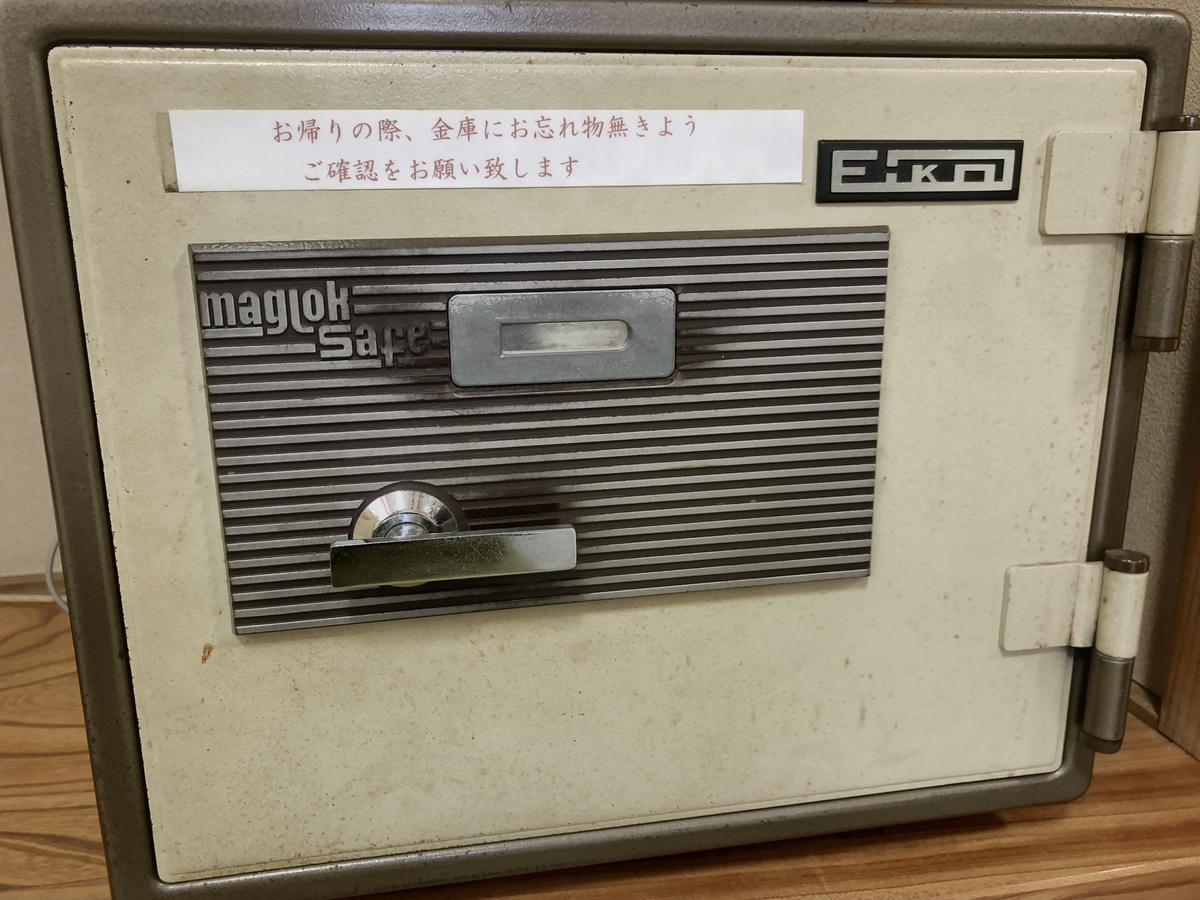 お帰りの際、金庫にお忘れ物無きよう
ご確認をお願い致します
Eiko
maglok
Safe